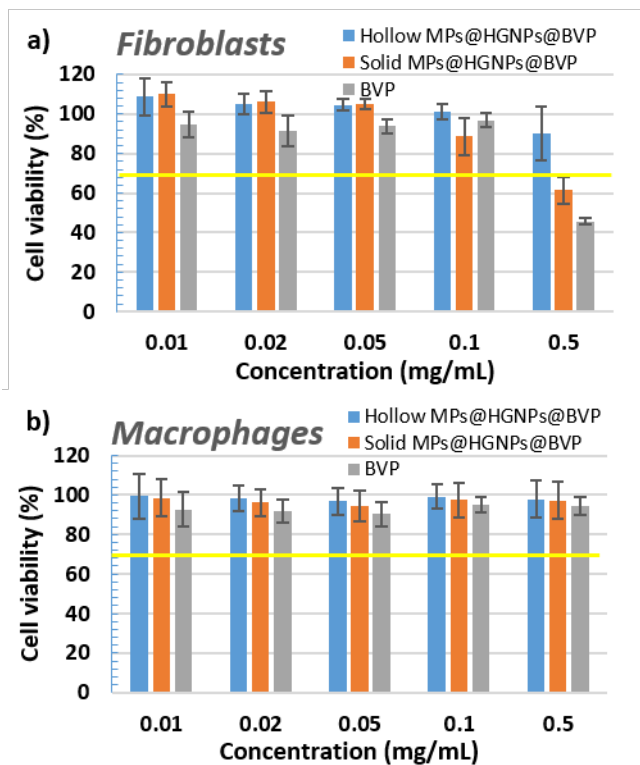 a)
Fibroblasts
Hollow MPs@HGNPs@BVP
Solid MPs@HGNPs@BVP
BVP
Cell viability (%)
120
100
80
60
40
20
0
0.01 0.02 0.05 0.1 0.5
Concentration (mg/mL)
b)
Macrophages
Hollow MPs@HGNPs@BVP
Solid MPs@HGNPs@BVP
BVP
Cell viability (%)
120
100
80
60
40
20
0
0.01 0.02 0.05 0.1 0.5
Concentration (mg/mL)